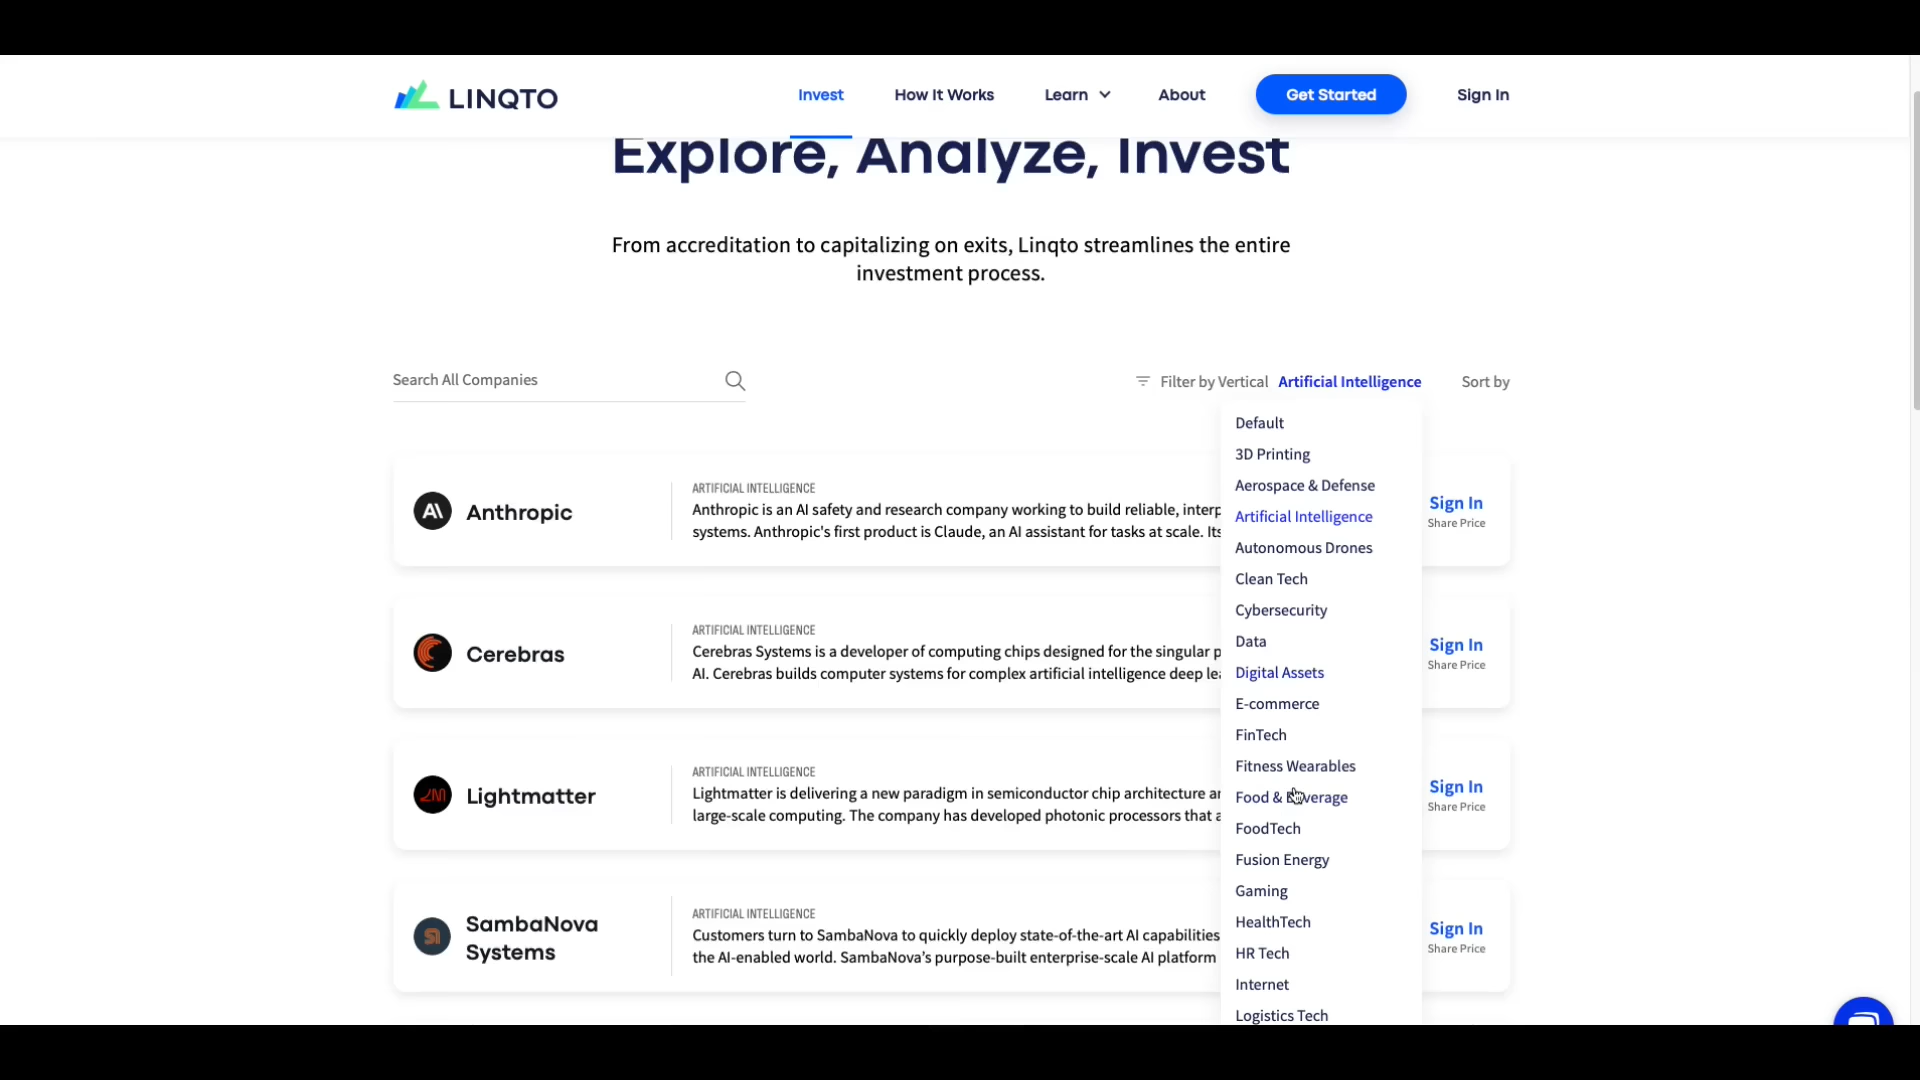 LINQTO
Invest
How It Works
Learn
About
Get Started
Sign In
Explore, Analyze, Invest
From accreditation to capitalizing on exits, Linqto streamlines the entire
investment process.
Search All Companies
Filter by Vertical Artificial Intelligence
Sort by
Default
3D Printing
Aerospace & Defense
Artificial Intelligence
Autonomous Drones
Clean Tech
Cybersecurity
Data
Digital Assets
E-commerce
FinTech
Fitness Wearables
Food & Beverage
FoodTech
Fusion Energy
Gaming
HealthTech
HR Tech
Internet
Logistics Tech
Anthropic
ARTIFICIAL INTELLIGENCE
Anthropic is an AI safety and research company working to build reliable,
systems. Anthropic's first product is Claude, an AI assistant for tasks at scale. Its
Sign In
Share Price
Cerebras
ARTIFICIAL INTELLIGENCE
Cerebras Systems is a developer of computing chips designed for the singular
AI. Cerebras builds computer systems for complex artificial intelligence deep
Sign In
Share Price
Lightmatter
ARTIFICIAL INTELLIGENCE
Lightmatter is delivering a new paradigm in semiconductor chip architecture
large-scale computing. The company has developed photonic processors that
Sign In
Share Price
SambaNova
Systems
ARTIFICIAL INTELLIGENCE
Customers turn to SambaNova to quickly deploy state-of-the-art AI capabilities
the AI-enabled world. SambaNova’s purpose-built enterprise-scale AI platform
Sign In
Share Price